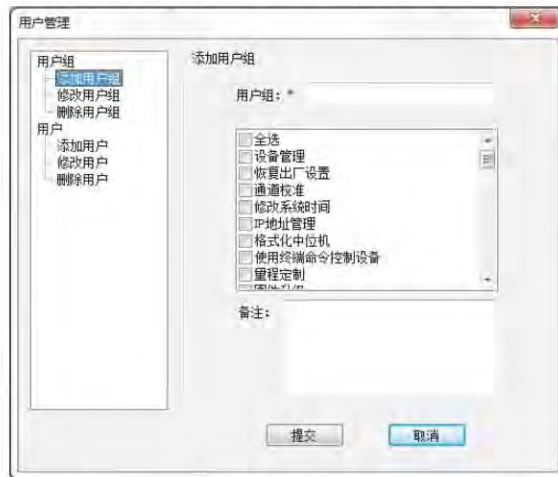 用户管理
用户组
添加用户组
修改用户组
删除用户组
用户
添加用户
修改用户
删除用户
添加用户组
用户组：*
全选
设备管理
恢复出厂设置
通道校准
修改系统时间
IP地址管理
格式化中位机
使用终端命令控制设备
量程定制
备注：
提交
取消